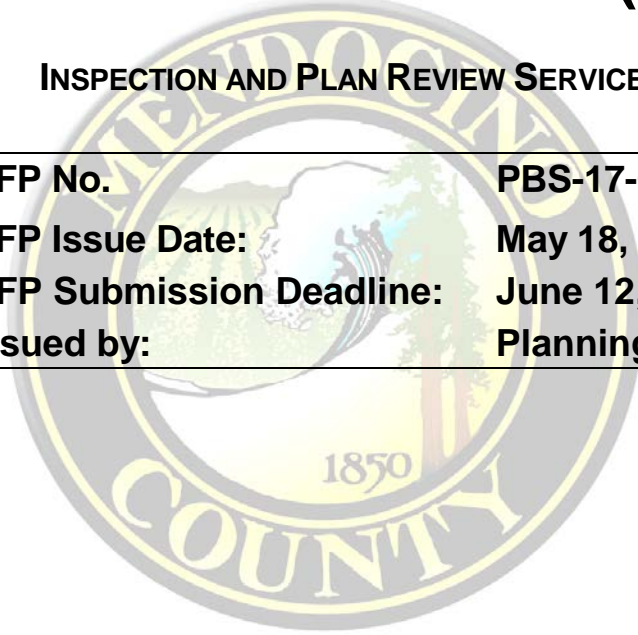 MENDOCINO
INSPECTION AND PLAN REVIEW SERVICE
FP No. PBS-17-
FP Issue Date: May 18,
FP Submission Deadline: June 12,
sued by: Planning
1850
COUNTY